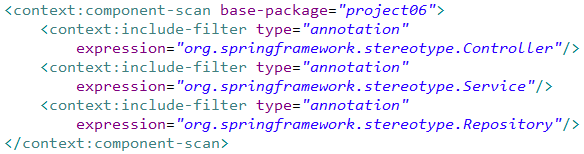 <context:component-scan base-package="project06">
    <context:include-filter type="annotation"
        expression="org.springframework.stereotype.Controller"/>
    <context:include-filter type="annotation"
        expression="org.springframework.stereotype.Service"/>
    <context:include-filter type="annotation"
        expression="org.springframework.stereotype.Repository"/>
</context:component-scan>